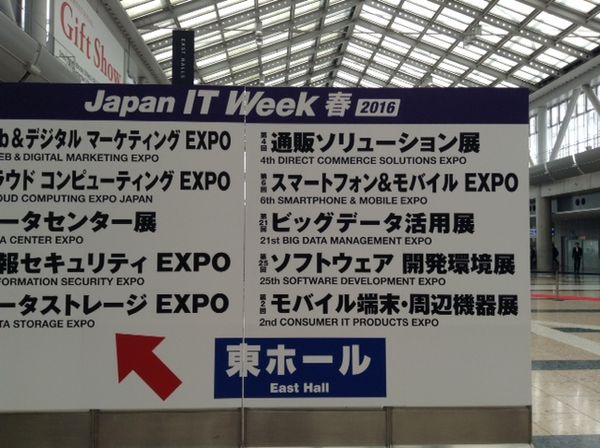 Gift Show
EAST HALLS
Japan IT Week 春 2016
b&デジタル マーケティング EXPO
EB & DIGITAL MARKETING EXPO
ラウド コンピューティング EXPO
OUD COMPUTING EXPO JAPAN
ータセンター展
A CENTER EXPO
報セキュリティ EXPO
FORMATION SECURITY EXPO
ータストレージ EXPO
TA STORAGE EXPO
第4回 通販ソリューション展
4th DIRECT COMMERCE SOLUTIONS EXPO
第6回 スマートフォン&モバイル EXPO
6th SMARTPHONE & MOBILE EXPO
第21回 ビッグデータ活用展
21st BIG DATA MANAGEMENT EXPO
第25回 ソフトウェア 開発環境展
25th SOFTWARE DEVELOPMENT EXPO
第2回 モバイル端末・周辺機器展
2nd CONSUMER IT PRODUCTS EXPO
東ホール
East Hall